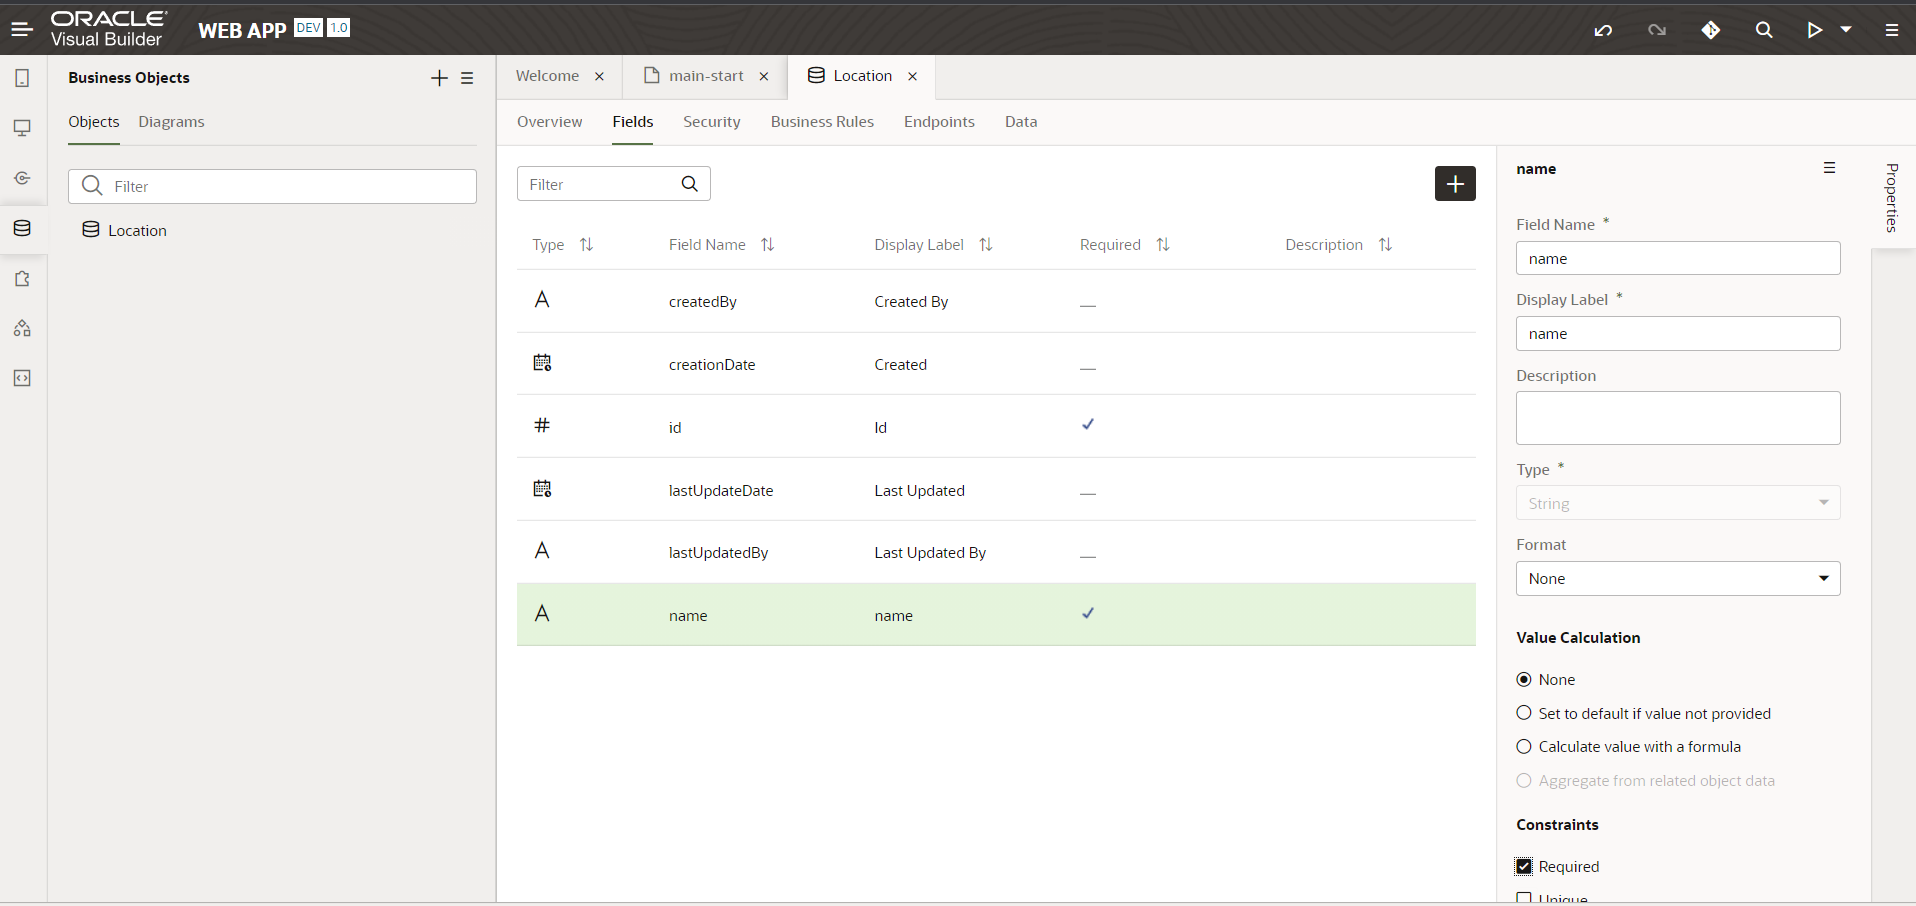 ORACLE
Visual Builder
WEB APP DEV 1.0
Business Objects
Objects Diagrams
Filter
Location
Welcome main-start Location
Overview Fields Security Business Rules Endpoints Data
Filter
Type Field Name Display Label Required Description
createdBy Created By
creationDate Created
# id Id
lastUpdateDate Last Updated
A lastUpdatedBy Last Updated By
A name name
name
Field Name *
name
Display Label *
name
Description
Type *
String
Format
None
Value Calculation
None
Set to default if value not provided
Calculate value with a formula
Aggregate from related object data
Constraints
Required
Unique
Properties